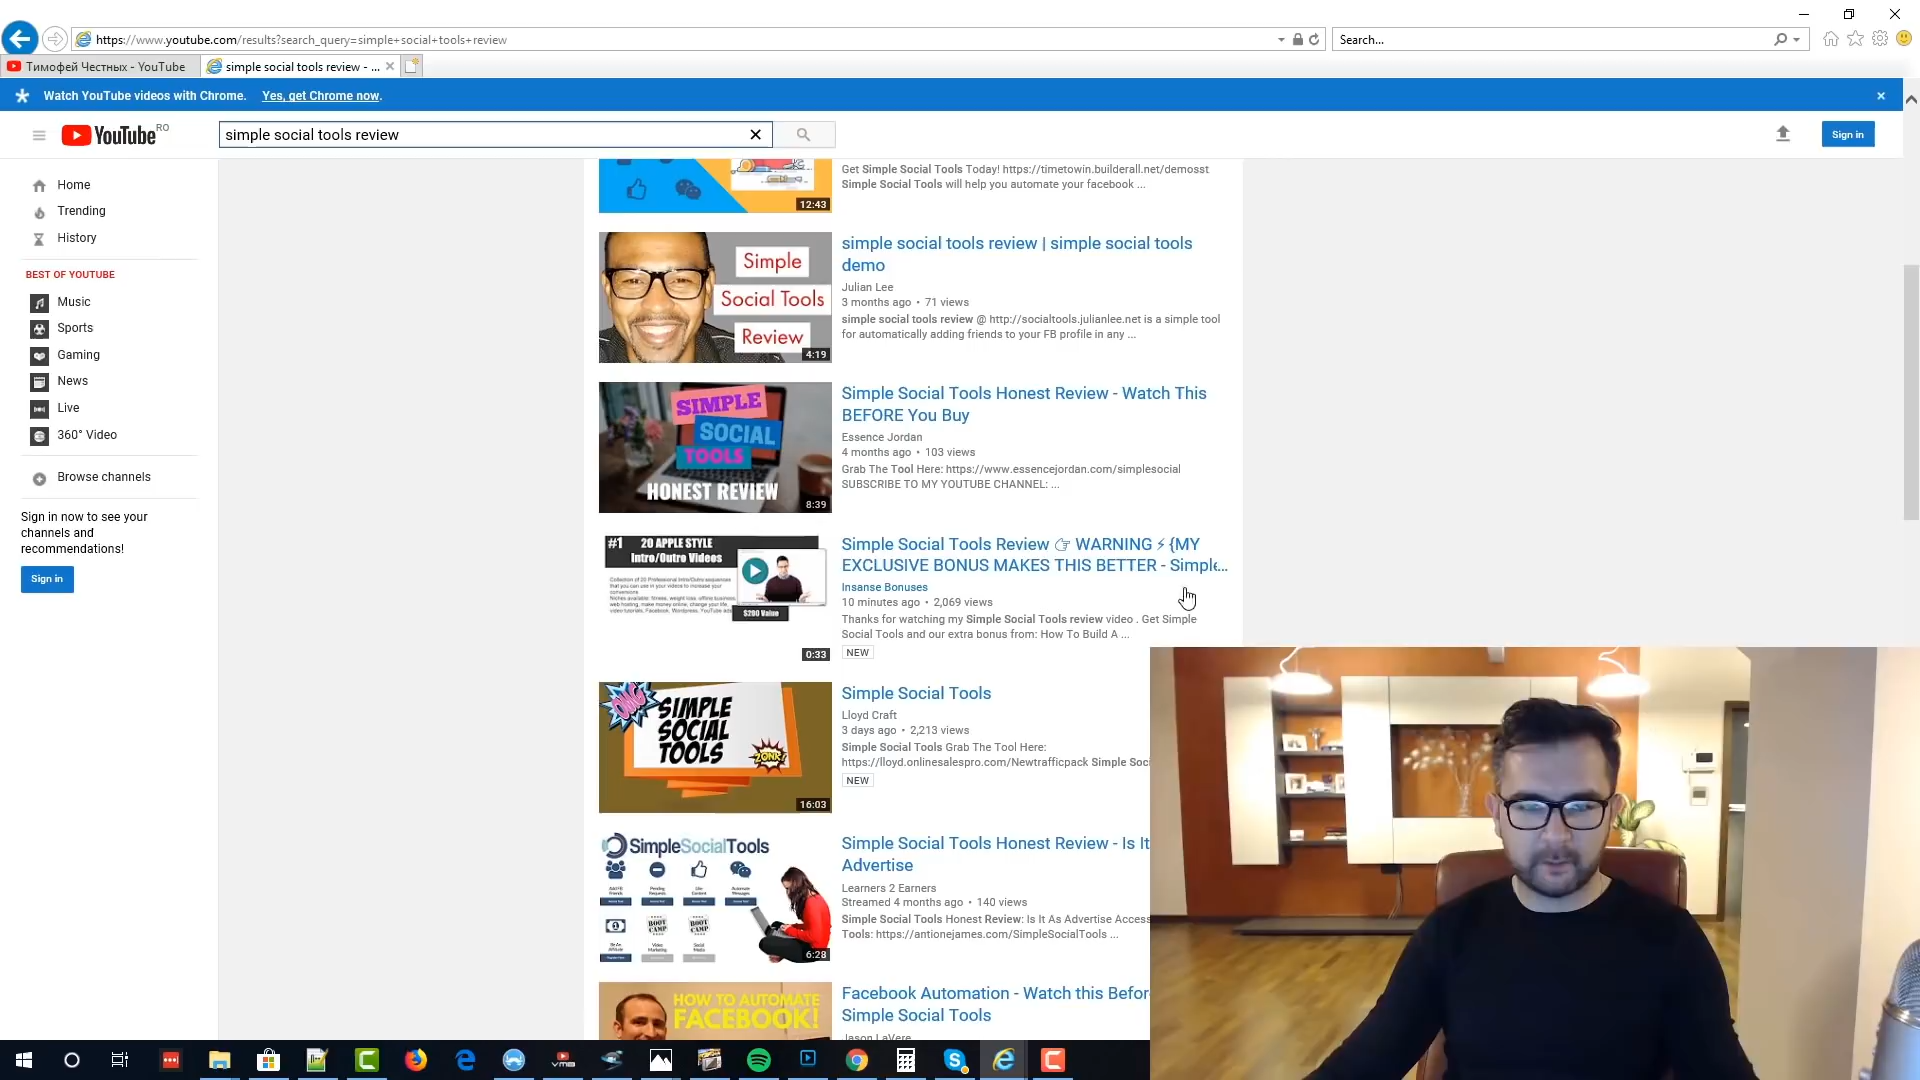 https://www.youtube.com/results?search_query=simple+social+tools+review
Search...
Тимофей Честных - YouTube
simple social tools review - ...
Watch YouTube videos with Chrome. Yes, get Chrome now.
YouTube RO
simple social tools review
Sign in
Home
Trending
History
BEST OF YOUTUBE
Music
Sports
Gaming
News
Live
360° Video
Browse channels
Sign in now to see your
channels and
recommendations!
Sign in
12:43
Get Simple Social Tools Today! https://timetowin.builderall.net/demosst
Simple Social Tools will help you automate your facebook ...
Simple
Social Tools
Review
4:19
simple social tools review | simple social tools
demo
Julian Lee
3 months ago • 71 views
simple social tools review @ http://socialtools.julianlee.net is a simple tool
for automatically adding friends to your FB profile in any ...
SIMPLE
SOCIAL
TOOLS
HONEST REVIEW
8:39
Simple Social Tools Honest Review - Watch This
BEFORE You Buy
Essence Jordan
4 months ago • 103 views
Grab The Tool Here: https://www.essencejordan.com/simplesocial
SUBSCRIBE TO MY YOUTUBE CHANNEL: ...
#1 20 APPLE STYLE
Intro/Outro Videos
$200 Value
0:33
Simple Social Tools Review 👉 WARNING ⚡ {MY
EXCLUSIVE BONUS MAKES THIS BETTER - Simple...
Insanse Bonuses
10 minutes ago • 2,069 views
Thanks for watching my Simple Social Tools review video . Get Simple
Social Tools and our extra bonus from: How To Build A ...
NEW
OMG!
SIMPLE
SOCIAL
TOOLS
ZONK!
16:03
Simple Social Tools
Lloyd Craft
3 days ago • 2,213 views
Simple Social Tools Grab The Tool Here:
https://lloyd.onlinesalespro.com/Newtrafficpack Simple Soci
NEW
SimpleSocialTools
BOOT
CAMP
BOOT
CAMP
6:28
Simple Social Tools Honest Review - Is It
Advertise
Learners 2 Earners
Streamed 4 months ago • 140 views
Simple Social Tools Honest Review: Is It As Advertise Access
Tools: https://antionejames.com/SimpleSocialTools ...
HOW TO AUTOMATE
FACEBOOK!
Facebook Automation - Watch this Befor
Simple Social Tools
Jason LaVere